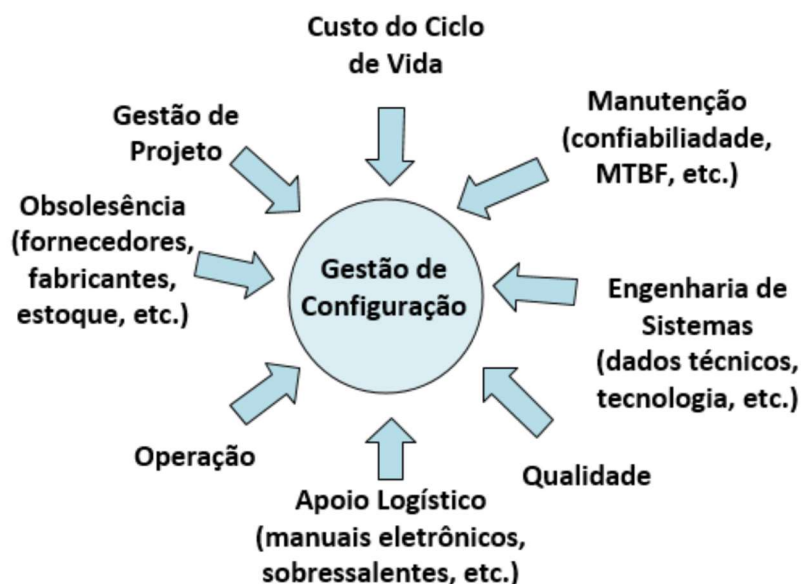 Custo do Ciclo
de Vida
Gestão de
Projeto
Manutenção
(confiabiliadade,
MTBF, etc.)
Obsolesência
(fornecedores,
fabricantes,
estoque, etc.)
Gestão de
Configuração
Engenharia de
Sistemas
(dados técnicos,
tecnologia, etc.)
Operação
Qualidade
Apoio Logístico
(manuais eletrônicos,
sobressalentes, etc.)